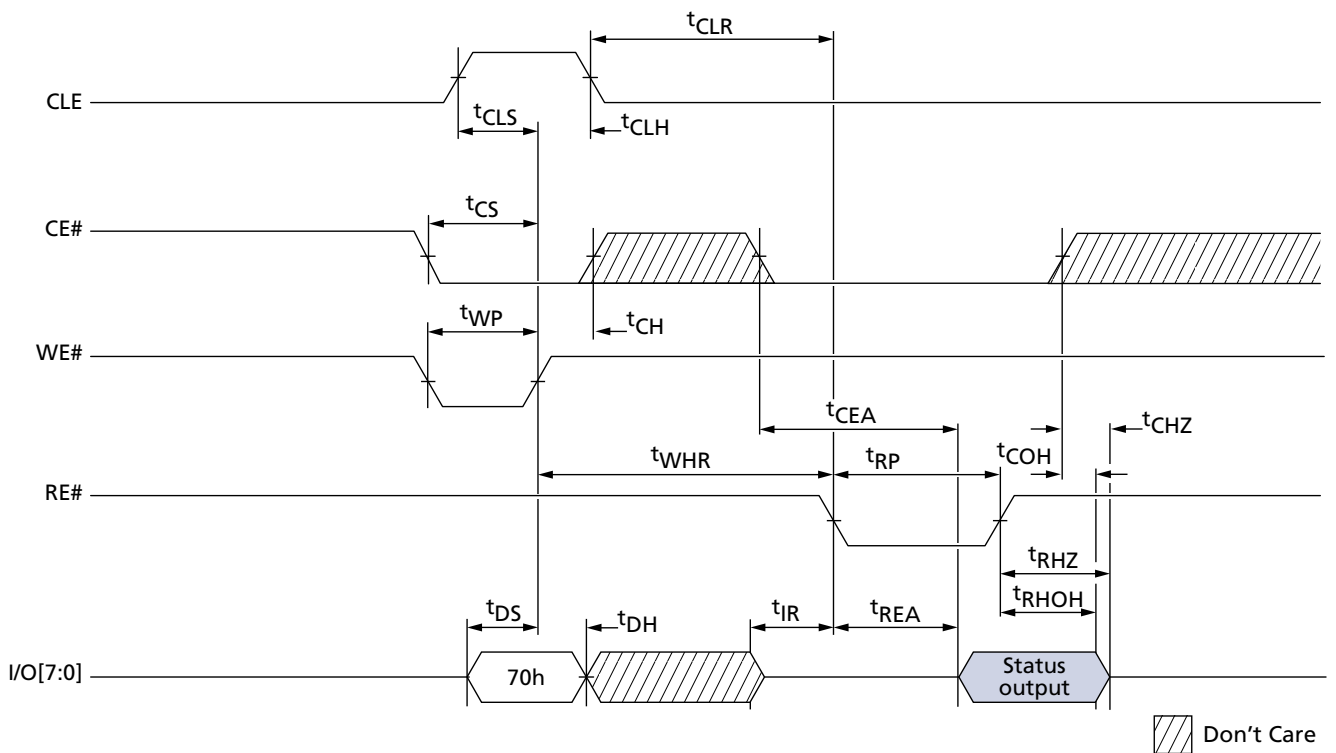 tCLR
CLE
tCLS
tCLH
tCS
CE#
tWP
tCH
WE#
tCEA
tCHZ
tWHR
tRP
tCOH
RE#
tRHZ
tRHOH
tDS
tDH
tIR
tREA
I/O[7:0]
70h
Status
output
Don't Care